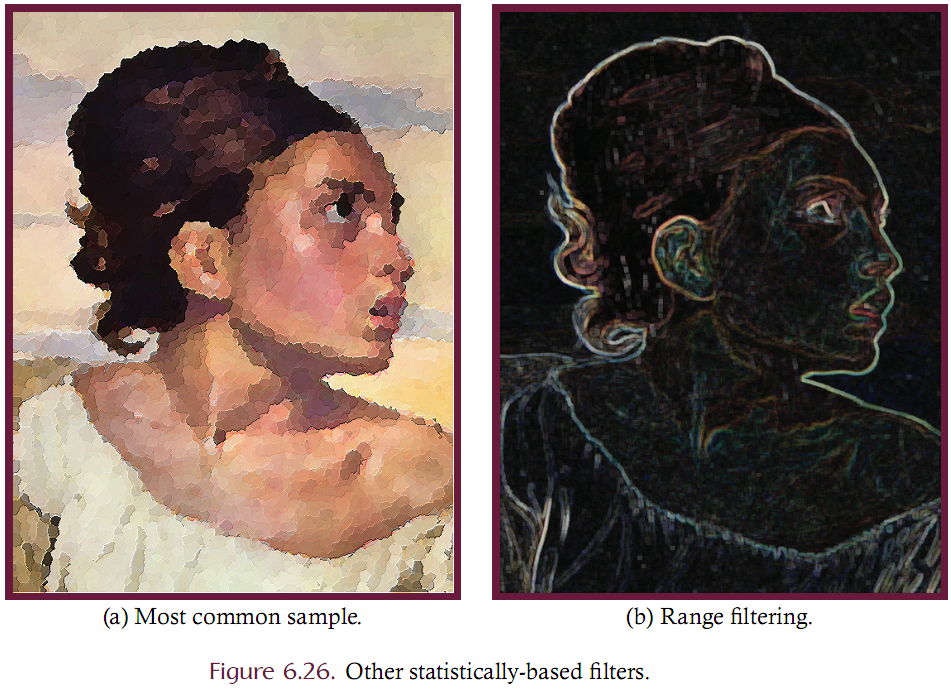 (a) Most common sample.
(b) Range filtering.
Figure 6.26. Other statistically-based filters.